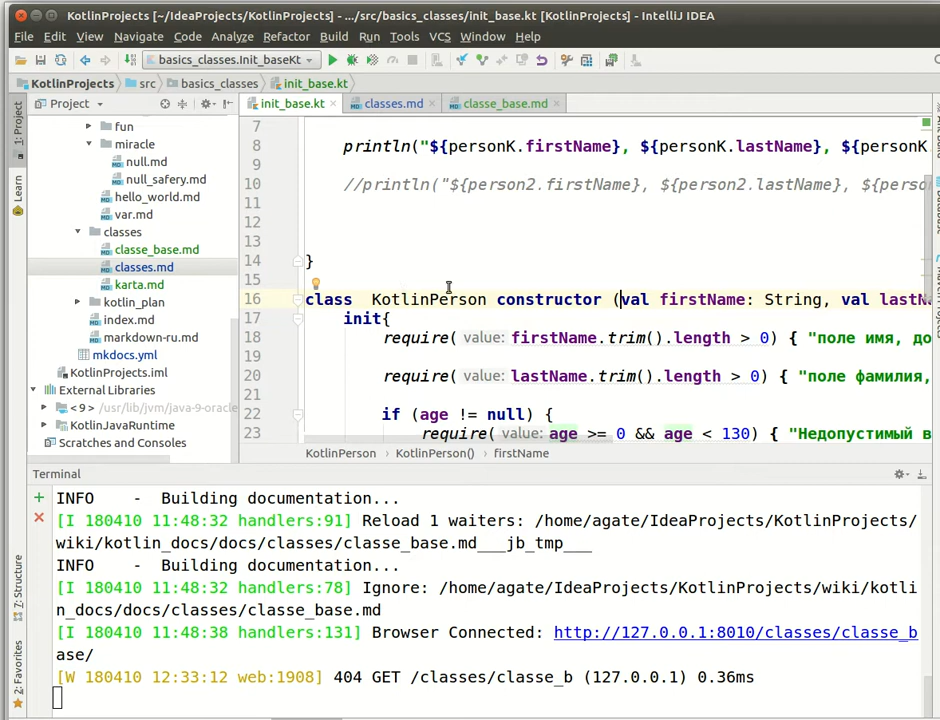 KotlinProjects [~/IdeaProjects/KotlinProjects] - .../src/basics_classes/init_base.kt [KotlinProjects] - IntelliJ IDEA
File Edit View Navigate Code Analyze Refactor Build Run Tools VCS Window Help
basics_classes.Init_baseKt
KotlinProjects src basics_classes init_base.kt
Project
init_base.kt classes.md classe_base.md
1: Project
Learn
7: Structure
2: Favorites
fun
miracle
null.md
null_safery.md
hello_world.md
var.md
classes
classe_base.md
classes.md
karta.md
kotlin_plan
index.md
markdown-ru.md
mkdocs.yml
KotlinProjects.iml
External Libraries
< 9 > /usr/lib/jvm/java-9-oracle
KotlinJavaRuntime
Scratches and Consoles
7
8 println("${personK.firstName}, ${personK.lastName}, ${personK.
9
10 //println("${person2.firstName}, ${person2.lastName}, ${perso
11
12
13
14 }
15
16 class KotlinPerson constructor (val firstName: String, val lastN
17 init{
18 require( value: firstName.trim().length > 0) { "поле имя, до
19
20 require( value: lastName.trim().length > 0) { "поле фамилия,
21
22 if (age != null) {
23 require( value: age >= 0 && age < 130) { "Недопустимый в
KotlinPerson KotlinPerson() firstName
Terminal
INFO - Building documentation...
[I 180410 11:48:32 handlers:91] Reload 1 waiters: /home/agate/IdeaProjects/KotlinProjects/
wiki/kotlin_docs/docs/classes/classe_base.md___jb_tmp___
INFO - Building documentation...
[I 180410 11:48:32 handlers:78] Ignore: /home/agate/IdeaProjects/KotlinProjects/wiki/kotli
n_docs/docs/classes/classe_base.md
[I 180410 11:48:38 handlers:131] Browser Connected: http://127.0.0.1:8010/classes/classe_b
ase/
[W 180410 12:33:12 web:1908] 404 GET /classes/classe_b (127.0.0.1) 0.36ms